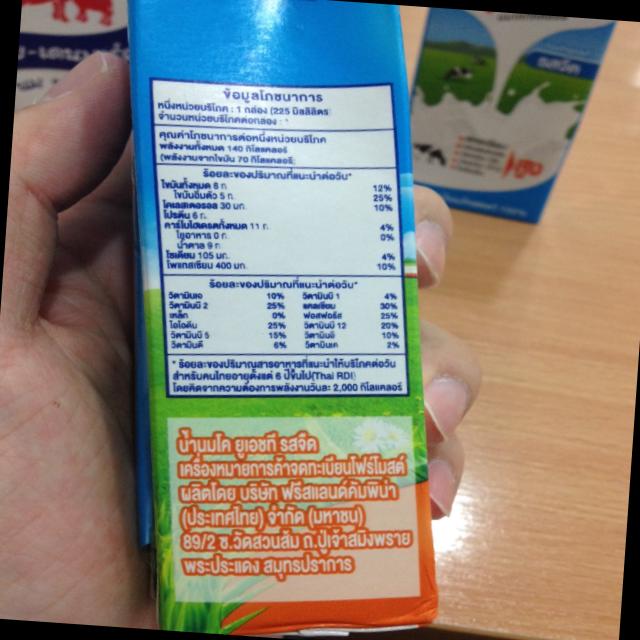 ข้อมูลโภชนาการ
หนึ่งหน่วยบริโภค : 1 กล่อง (225 มิลลิลิตร)
จำนวนหน่วยบริโภคต่อกล่อง :
คุณค่าโภชนาการต่อหนึ่งหน่วยบริโภค
พลังงานทั้งหมด 140 กิโลแคลอรี
(พลังงานจากไขมัน 70 กิโลแคลอรี)
ร้อยละของปริมาณที่แนะนำต่อวัน*
ไขมันทั้งหมด 8 ก. 12%
ไขมันอิ่มตัว 5 ก. 25%
โคเลสเตอรอล 30 มก. 10%
โปรตีน 6 ก.
คาร์โบไฮเดรตทั้งหมด 11 ก. 4%
ใยอาหาร 0 ก. 0%
น้ำตาล 9 ก.
โซเดียม 105 มก. 4%
โพแทสเซียม 400 มก. 10%
ร้อยละของปริมาณที่แนะนำต่อวัน*
วิตามินเอ 10% วิตามินบี 1 4%
วิตามินบี 2 25% แคลเซียม 30%
เหล็ก 0% ฟอสฟอรัส 25%
ไอโอดีน 25% วิตามินบี 12 20%
วิตามินบี 5 15% วิตามินอี 10%
วิตามินดี 6% วิตามินเค 2%
* ร้อยละของปริมาณสารอาหารที่แนะนำให้บริโภคต่อวัน
สำหรับคนไทยอายุตั้งแต่ 6 ปีขึ้นไป(Thai RDI)
โดยคิดจากความต้องการพลังงานวันละ 2,000 กิโลแคลอรี่
น้ำนมโค ยูเอชที รสจืด
เครื่องหมายการค้าจดทะเบียนโฟร์โมสต์
ผลิตโดย บริษัท ฟรีสแลนด์คัมพิน่า
(ประเทศไทย) จำกัด (มหาชน)
89/2 ซ.วัดสวนส้ม ถ.ปู่เจ้าสมิงพราย
พระประแดง สมุทรปราการ
รสจืด